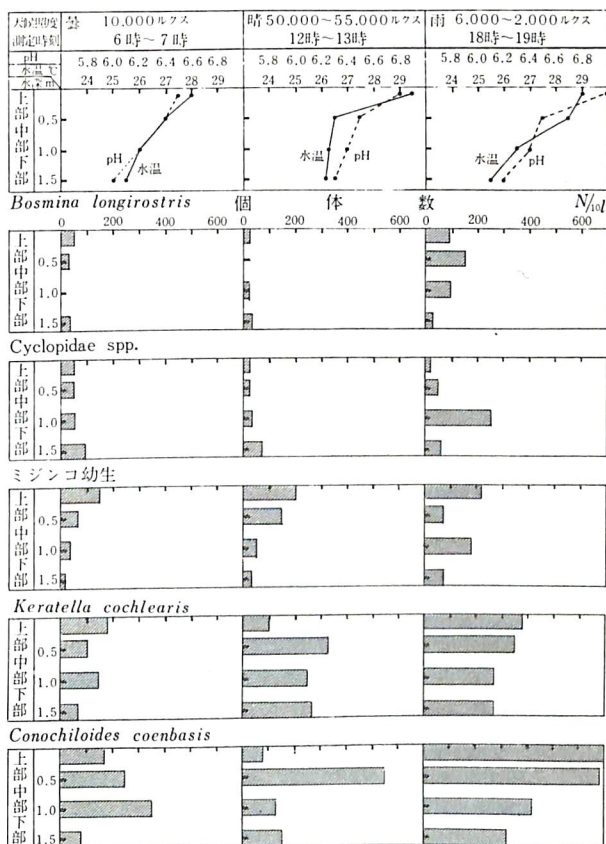 天候照度 曇 10.000ルクス 晴 50.000~55.000ルクス 雨 6.000~2.000ルクス
測定時刻 6時~7時 12時~13時 18時~19時
pH 5.8 6.0 6.2 6.4 6.6 6.8 5.8 6.0 6.2 6.4 6.6 6.8 5.8 6.0 6.2 6.4 6.6 6.8
水温℃ 24 25 26 27 28 29 24 25 26 27 28 29 24 25 26 27 28 29
水深m
上部中部下部 0.5 1.0 1.5
pH 水温 水温 pH 水温 pH
Bosmina longirostris 個体数 N/10l
0 200 400 600 0 200 400 600 0 200 400 600
上部中部下部 0.5 1.0 1.5
Cyclopidae spp.
上部中部下部 0.5 1.0 1.5
ミジンコ幼生
上部中部下部 0.5 1.0 1.5
Keratella cochlearis
上部中部下部 0.5 1.0 1.5
Conochiloides coenbasis
上部中部下部 0.5 1.0 1.5